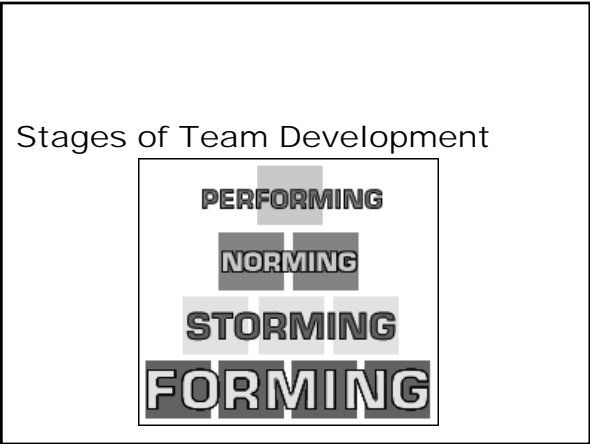 Stages of Team Development
PERFORMING
NORMING
STORMING
FORMING